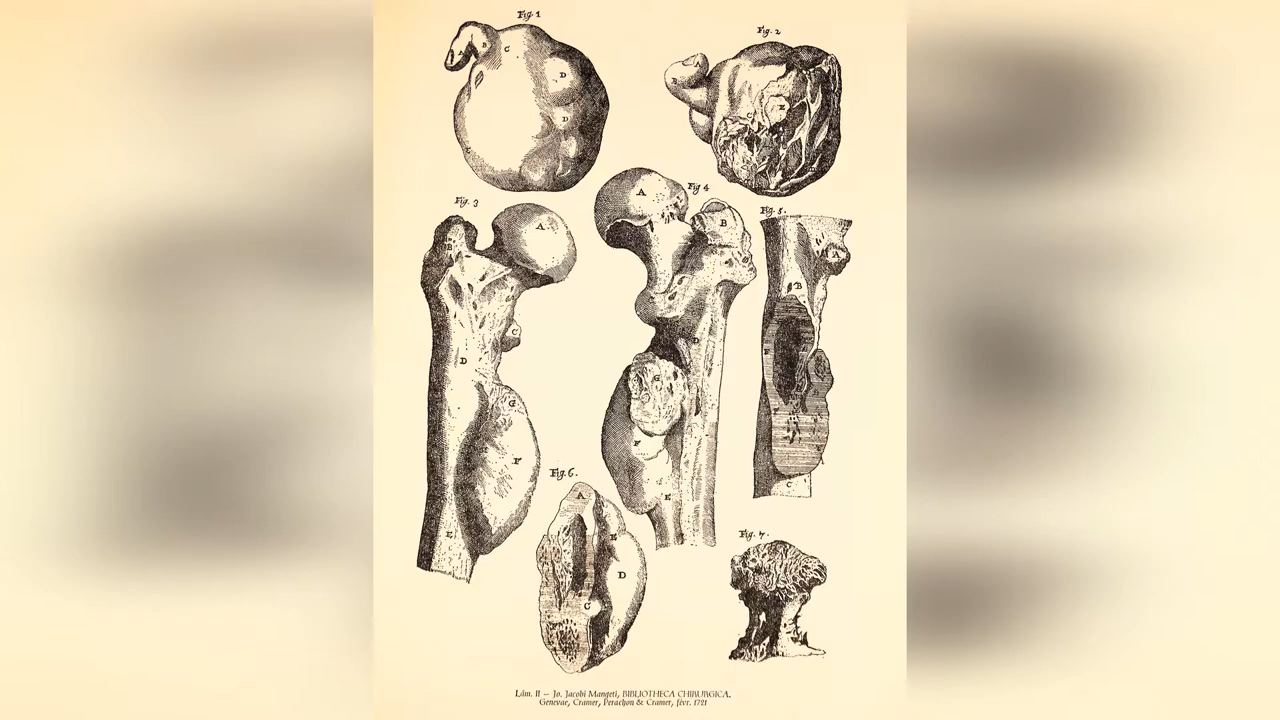 Fig. 1
Fig. 2
A B C
D
D
B
E
C
Fig. 3
A
B
C
D
G
F
E
Fig. 4
A
B
D
G
F
E
Fig. 5.
A
B
E
D
C
Fig. 6.
A
B
D
C
Fig. 7.
Lám. II — Jo. Jacobi Mangeti, BIBLIOTHECA CHIRURGICA.
Genevae, Cramer, Perachon & Cramer, févr. 1721